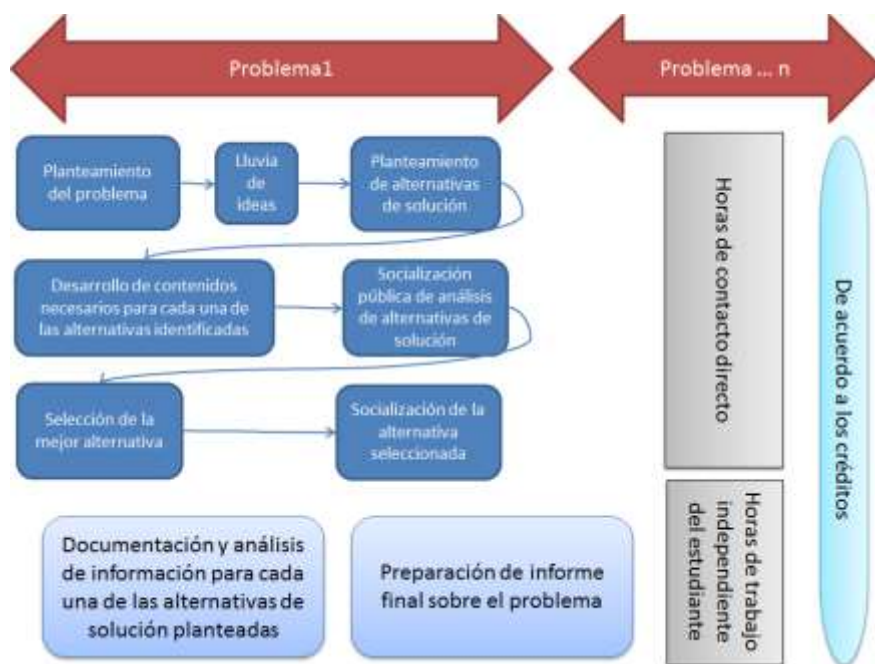 Problema1
Problema ... n
Planteamiento
del problema
Lluvia
de
ideas
Planteamiento
de alternativas
de solución
Desarrollo de contenidos
necesarios para cada una de
las alternativas identificadas
Socialización
pública de análisis
de alternativas de
solución
Selección de la
mejor alternativa
Socialización de la
alternativa
seleccionada
Documentación y análisis
de información para cada
una de las alternativas de
solución planteadas
Preparación de informe
final sobre el problema
Horas de contacto directo
Horas de trabajo
independiente
del estudiante
De acuerdo a los créditos